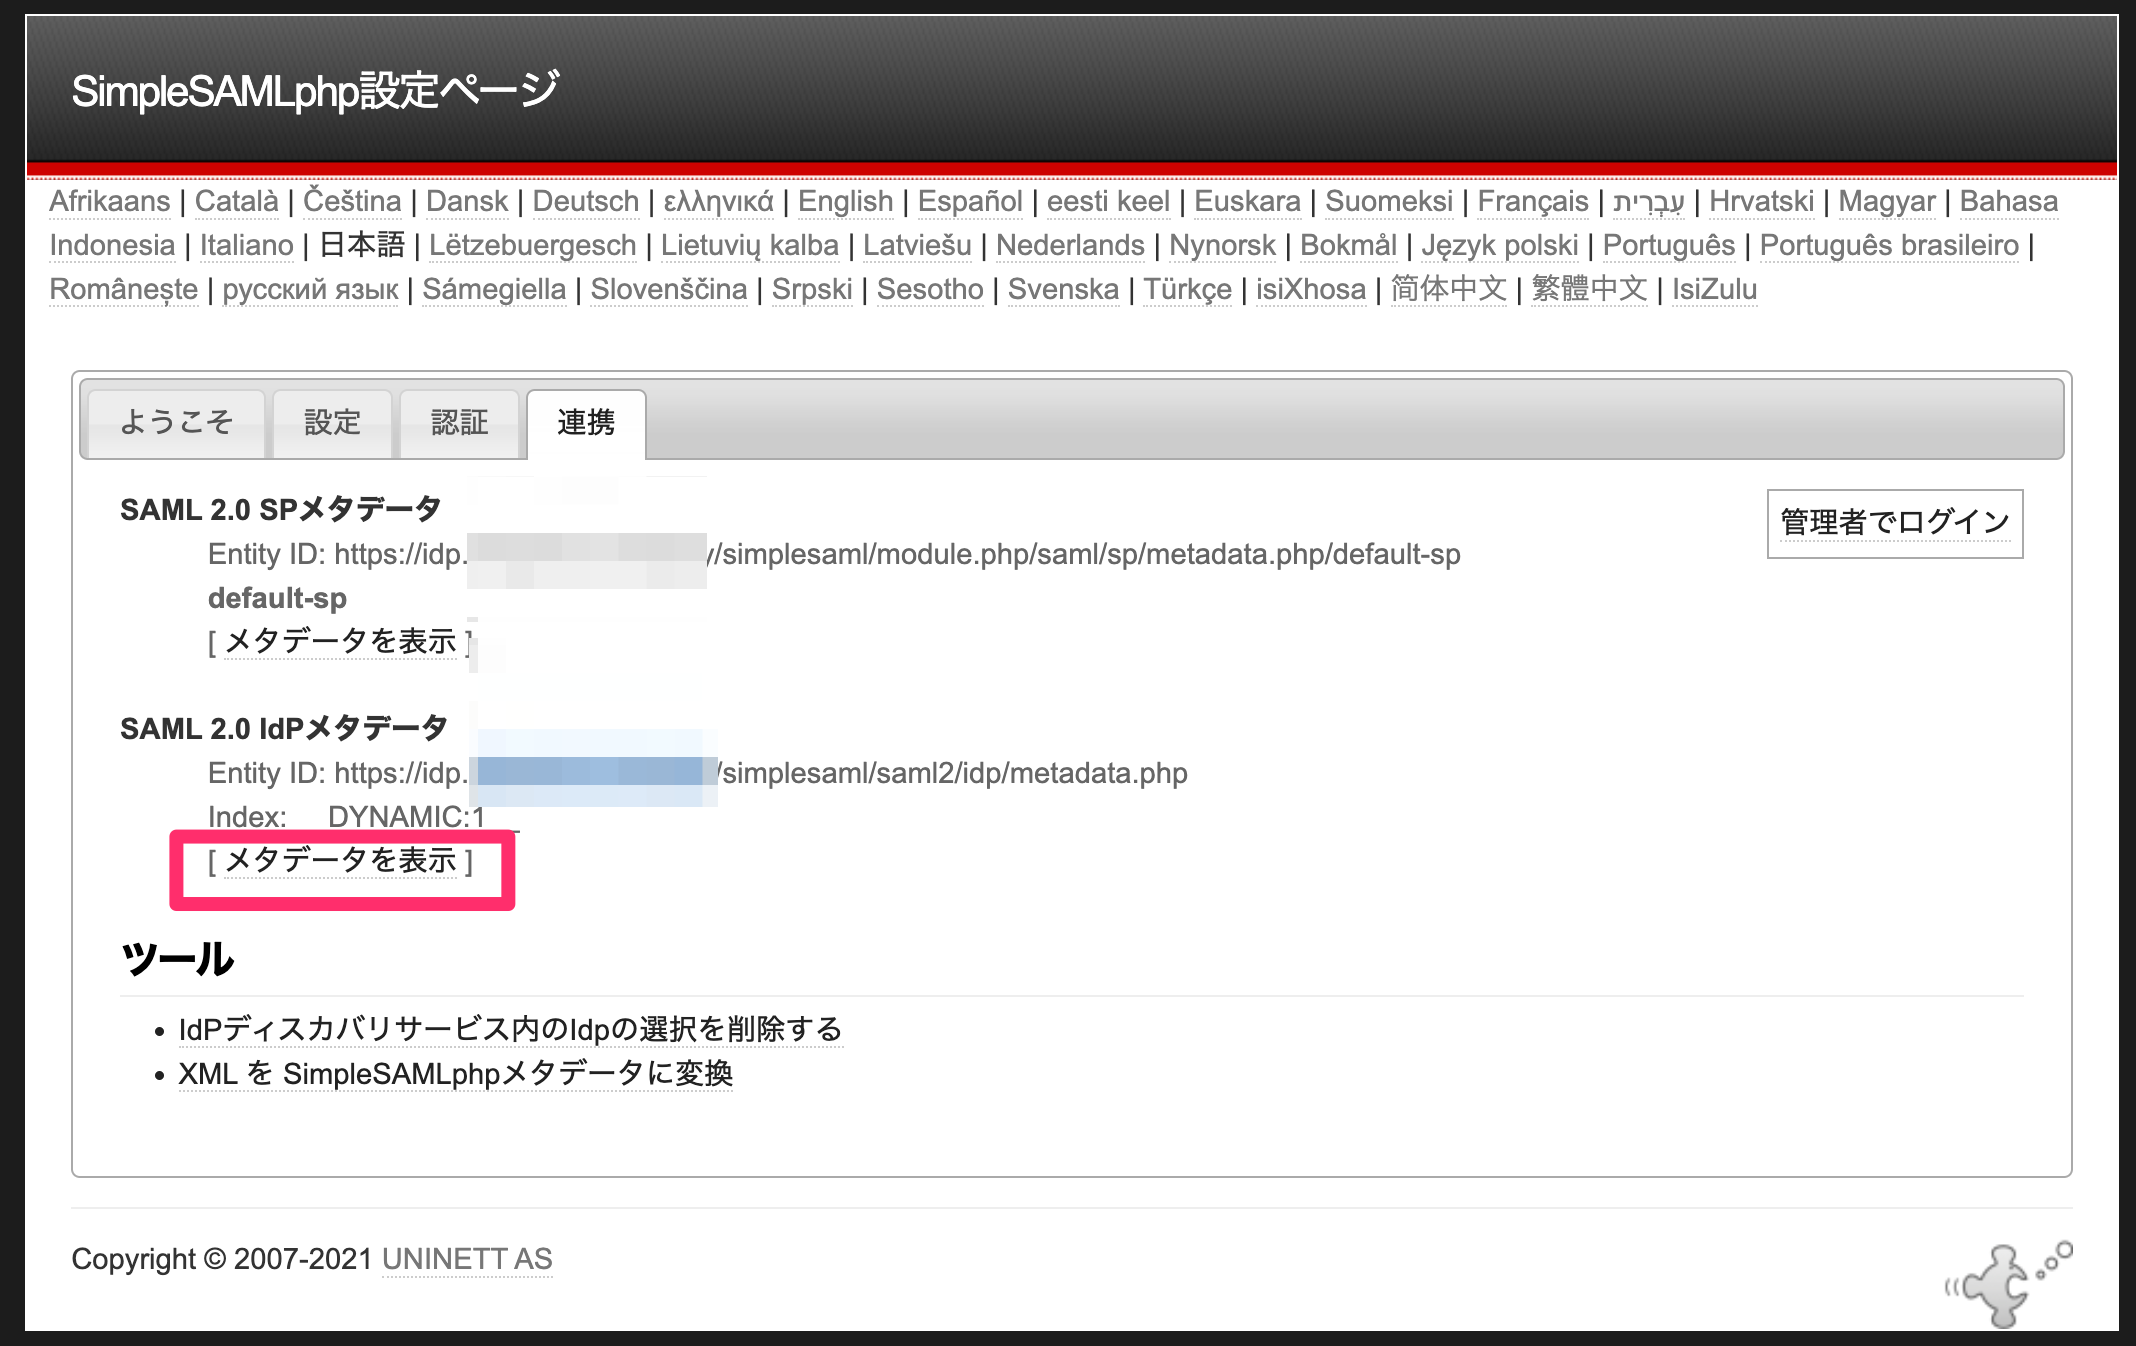 SimpleSAMLphp設定ページ
Afrikaans | Català | Čeština | Dansk | Deutsch | ελληνικά | English | Español | eesti keel | Euskara | Suomeksi | Français | עִבְרִית | Hrvatski | Magyar | Bahasa
Indonesia | Italiano | 日本語 | Lëtzebuergesch | Lietuvių kalba | Latviešu | Nederlands | Nynorsk | Bokmål | Język polski | Português | Português brasileiro |
Românește | русский язык | Sámegiella | Slovenščina | Srpski | Sesotho | Svenska | Türkçe | isiXhosa | 简体中文 | 繁體中文 | IsiZulu
ようこそ 設定 認証 連携
SAML 2.0 SPメタデータ
管理者でログイン
Entity ID: https://idp. /simplesaml/module.php/saml/sp/metadata.php/default-sp
default-sp
[ メタデータを表示 ]
SAML 2.0 IdPメタデータ
Entity ID: https://idp. /simplesaml/saml2/idp/metadata.php
Index: DYNAMIC:1
[ メタデータを表示 ]
ツール
• IdPディスカバリサービス内のIdpの選択を削除する
• XML を SimpleSAMLphpメタデータに変換
Copyright © 2007-2021 UNINETT AS